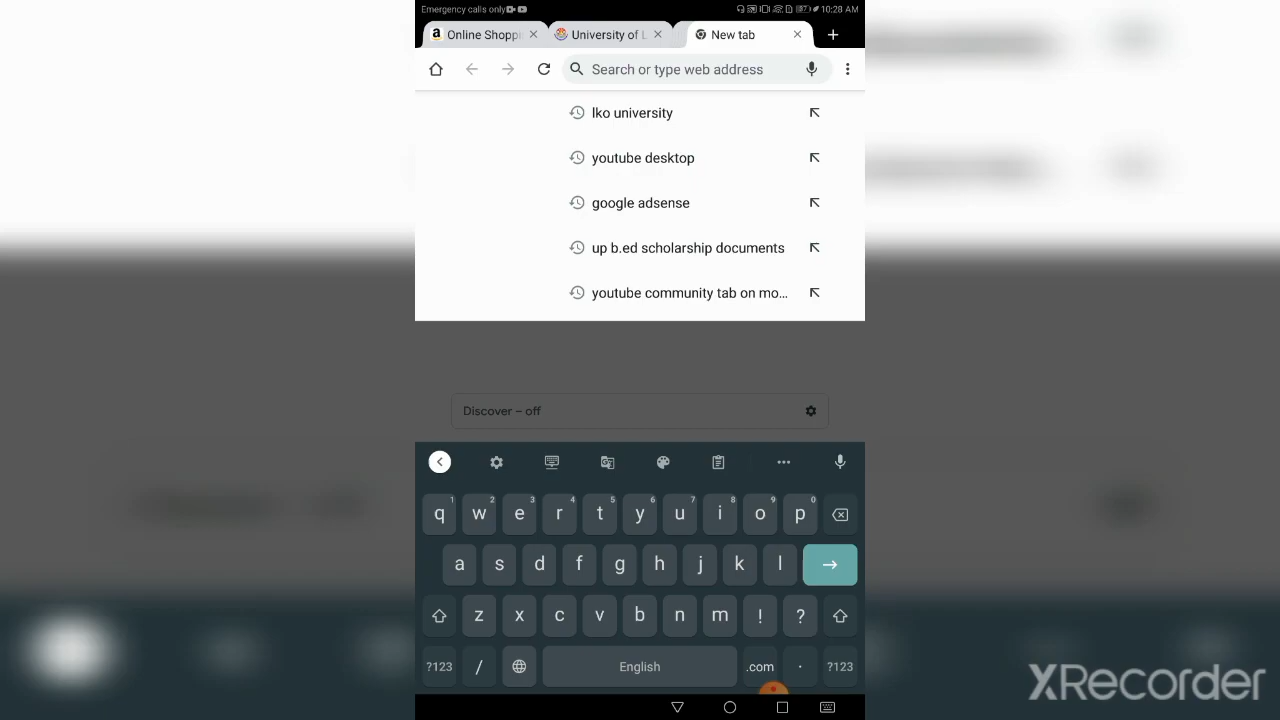 Emergency calls only
87
10:28 AM
Online Shoppi
University of L
New tab
Search or type web address
lko university
youtube desktop
google adsense
up b.ed scholarship documents
youtube community tab on mo...
Discover – off
1 2 3 4 5 6 7 8 9 0
q w e r t y u i o p
a s d f g h j k l
z x c v b n m ! ?
?123 / English .com . ?123
XRecorder